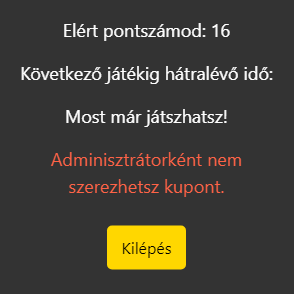 Elért pontszámod: 16
Következő játékig hátralévő idő:
Most már játszhatsz!
Adminisztrátorként nem
szerezhetsz kupont.
Kilépés